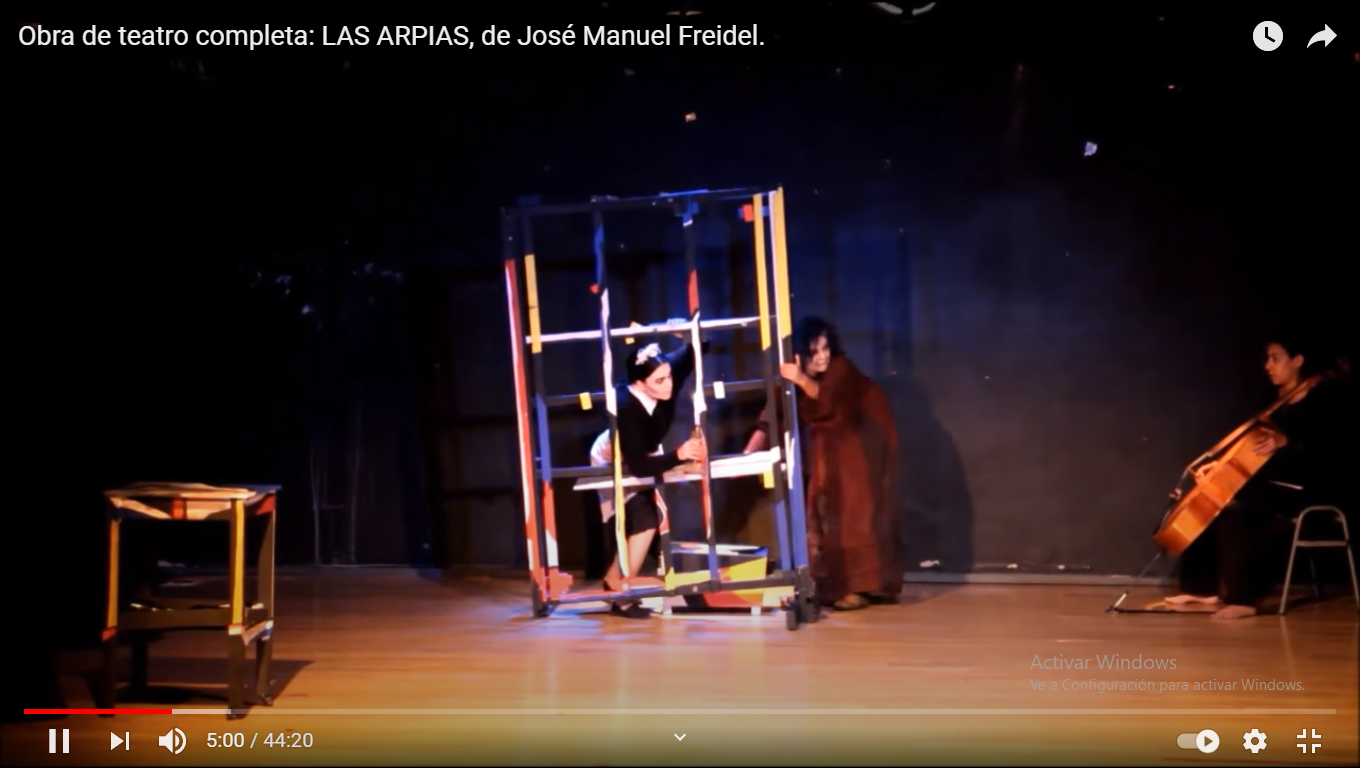 Obra de teatro completa: LAS ARPIAS, de José Manuel Freidel.
Activar Windows
Ve a Configuración para activar Windows.
5:00 / 44:20